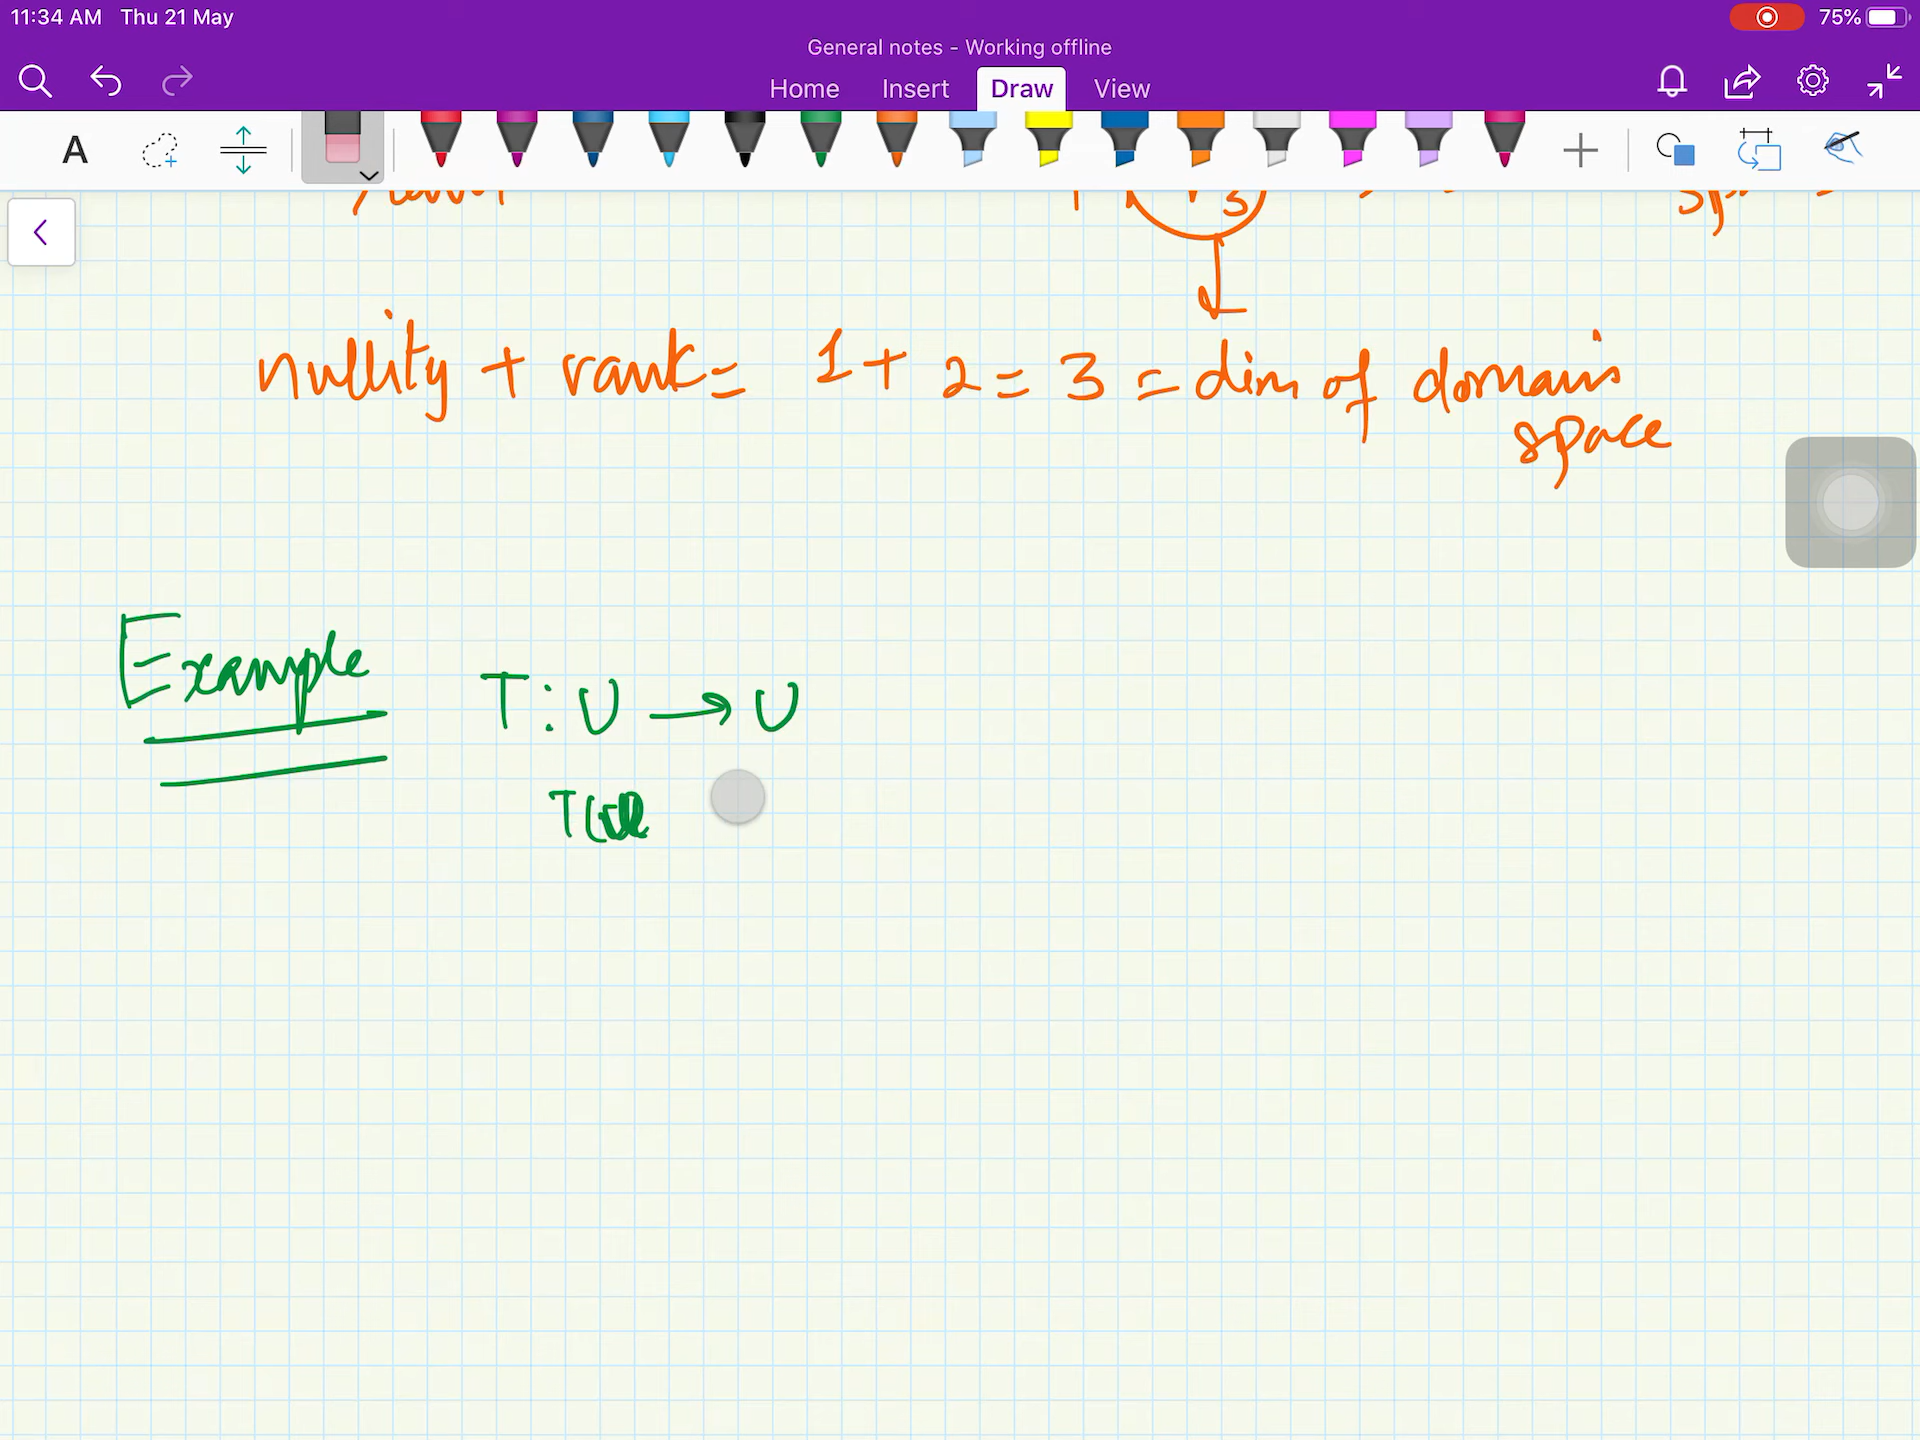 11:34 AM Thu 21 May
75%
General notes - Working offline
Home Insert Draw View
A
nullity + rank = 1 + 2 = 3 = dim of domain
space
Example T : U → U